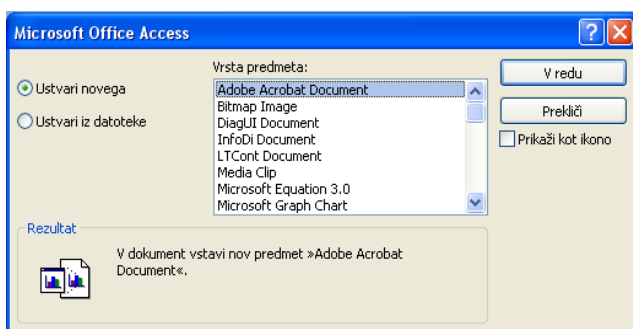 Microsoft Office Access
Ustvari novega
Ustvari iz datoteke
Vrsta predmeta:
Adobe Acrobat Document
Bitmap Image
DiagUI Document
InfoDi Document
LTCont Document
Media Clip
Microsoft Equation 3.0
Microsoft Graph Chart
V redu
Prekliči
Prikaži kot ikono
Rezultat
V dokument vstavi nov predmet »Adobe Acrobat
Document«.